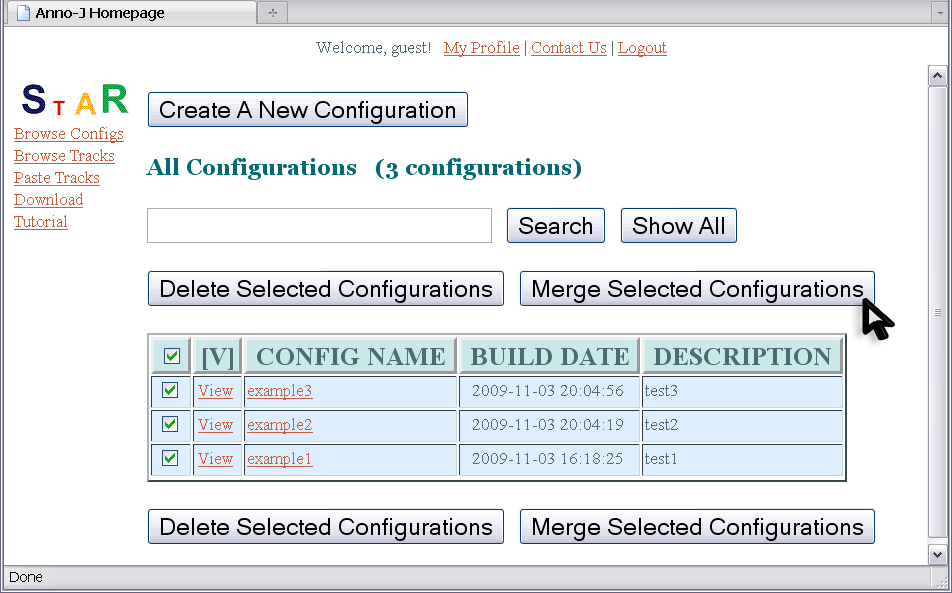 Anno-J Homepage
Welcome, guest! My Profile | Contact Us | Logout
STAR
Browse Configs
Browse Tracks
Paste Tracks
Download
Tutorial
Create A New Configuration
All Configurations (3 configurations)
Search Show All
Delete Selected Configurations Merge Selected Configurations
[V] CONFIG NAME BUILD DATE DESCRIPTION
View example3 2009-11-03 20:04:56 test3
View example2 2009-11-03 20:04:19 test2
View example1 2009-11-03 16:18:25 test1
Delete Selected Configurations Merge Selected Configurations
Done